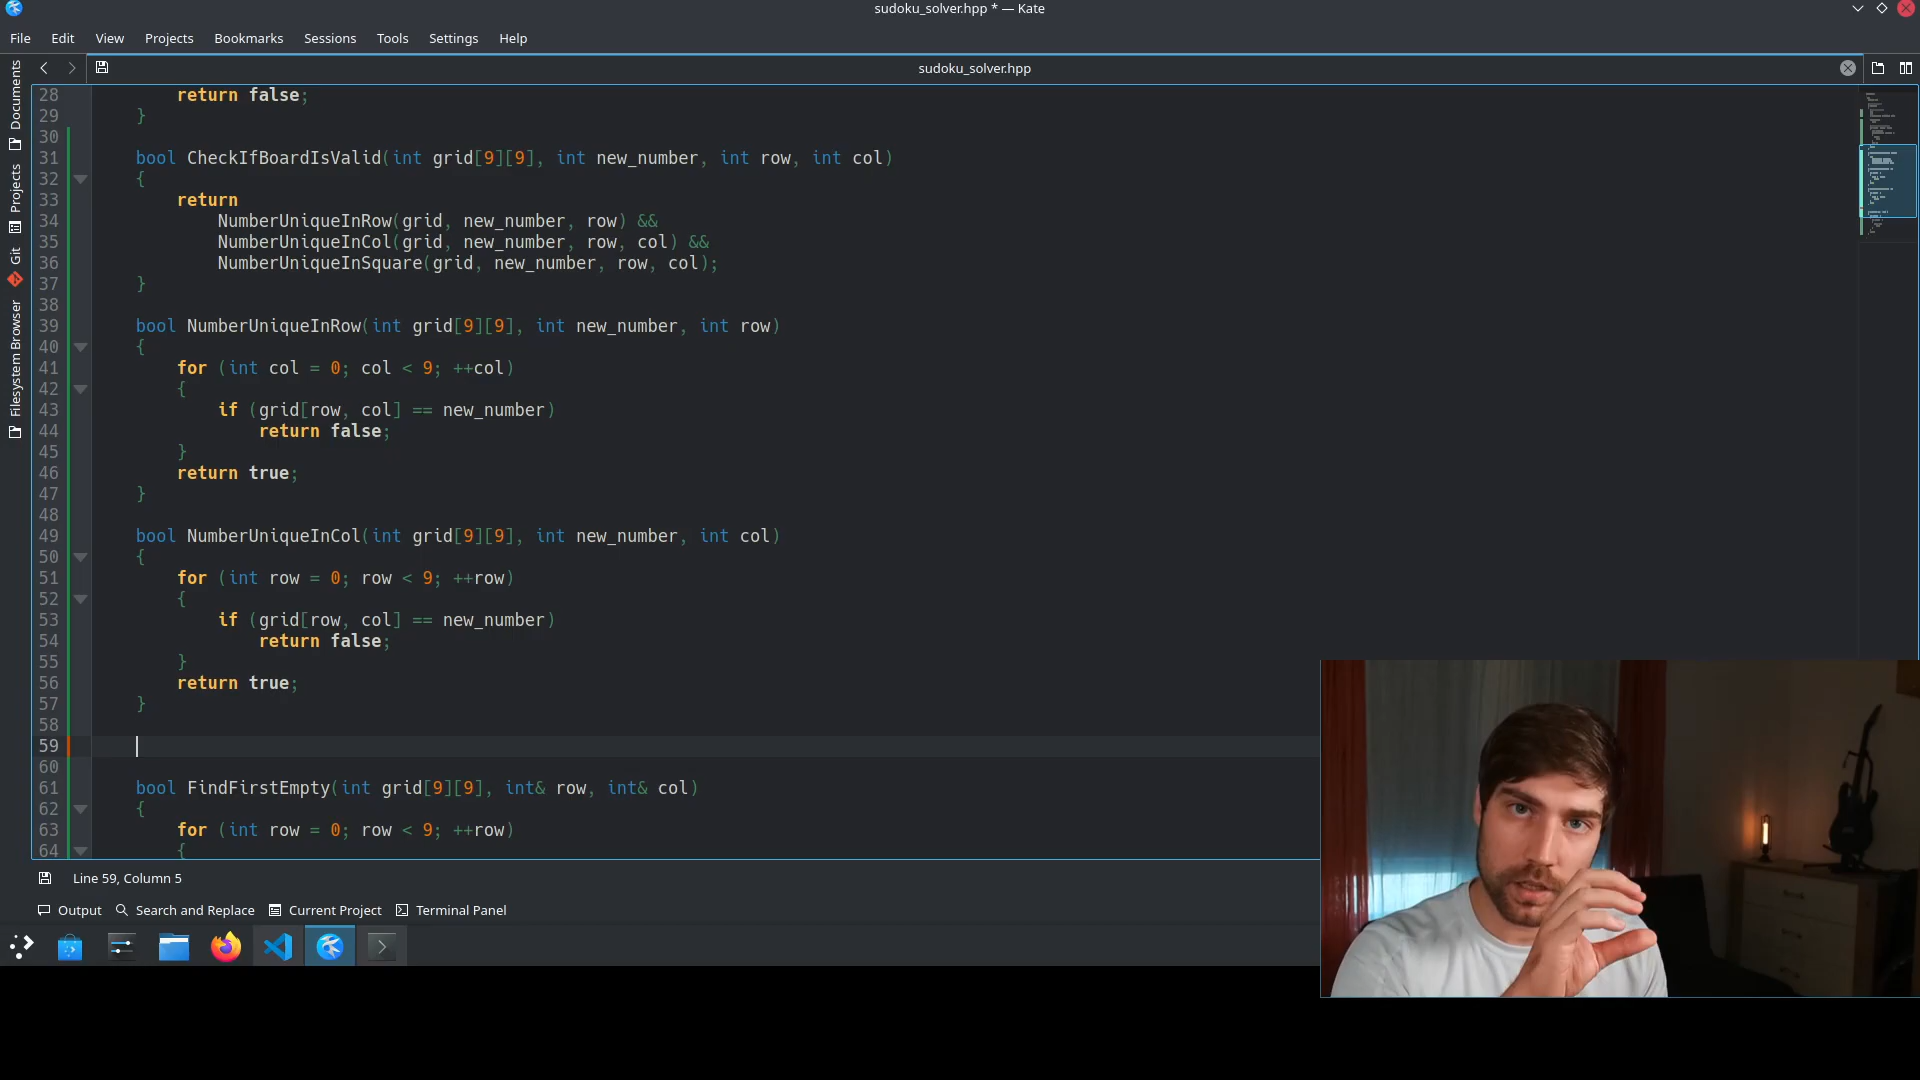 sudoku_solver.hpp * — Kate
File Edit View Projects Bookmarks Sessions Tools Settings Help
sudoku_solver.hpp
Documents
Projects
Git
Filesystem Browser
28 return false;
29 }
30
31 bool CheckIfBoardIsValid(int grid[9][9], int new_number, int row, int col)
32 {
33 return
34 NumberUniqueInRow(grid, new_number, row) &&
35 NumberUniqueInCol(grid, new_number, row, col) &&
36 NumberUniqueInSquare(grid, new_number, row, col);
37 }
38
39 bool NumberUniqueInRow(int grid[9][9], int new_number, int row)
40 {
41 for (int col = 0; col < 9; ++col)
42 {
43 if (grid[row, col] == new_number)
44 return false;
45 }
46 return true;
47 }
48
49 bool NumberUniqueInCol(int grid[9][9], int new_number, int col)
50 {
51 for (int row = 0; row < 9; ++row)
52 {
53 if (grid[row, col] == new_number)
54 return false;
55 }
56 return true;
57 }
58
59
60
61 bool FindFirstEmpty(int grid[9][9], int& row, int& col)
62 {
63 for (int row = 0; row < 9; ++row)
64 {
Line 59, Column 5
Output Search and Replace Current Project Terminal Panel